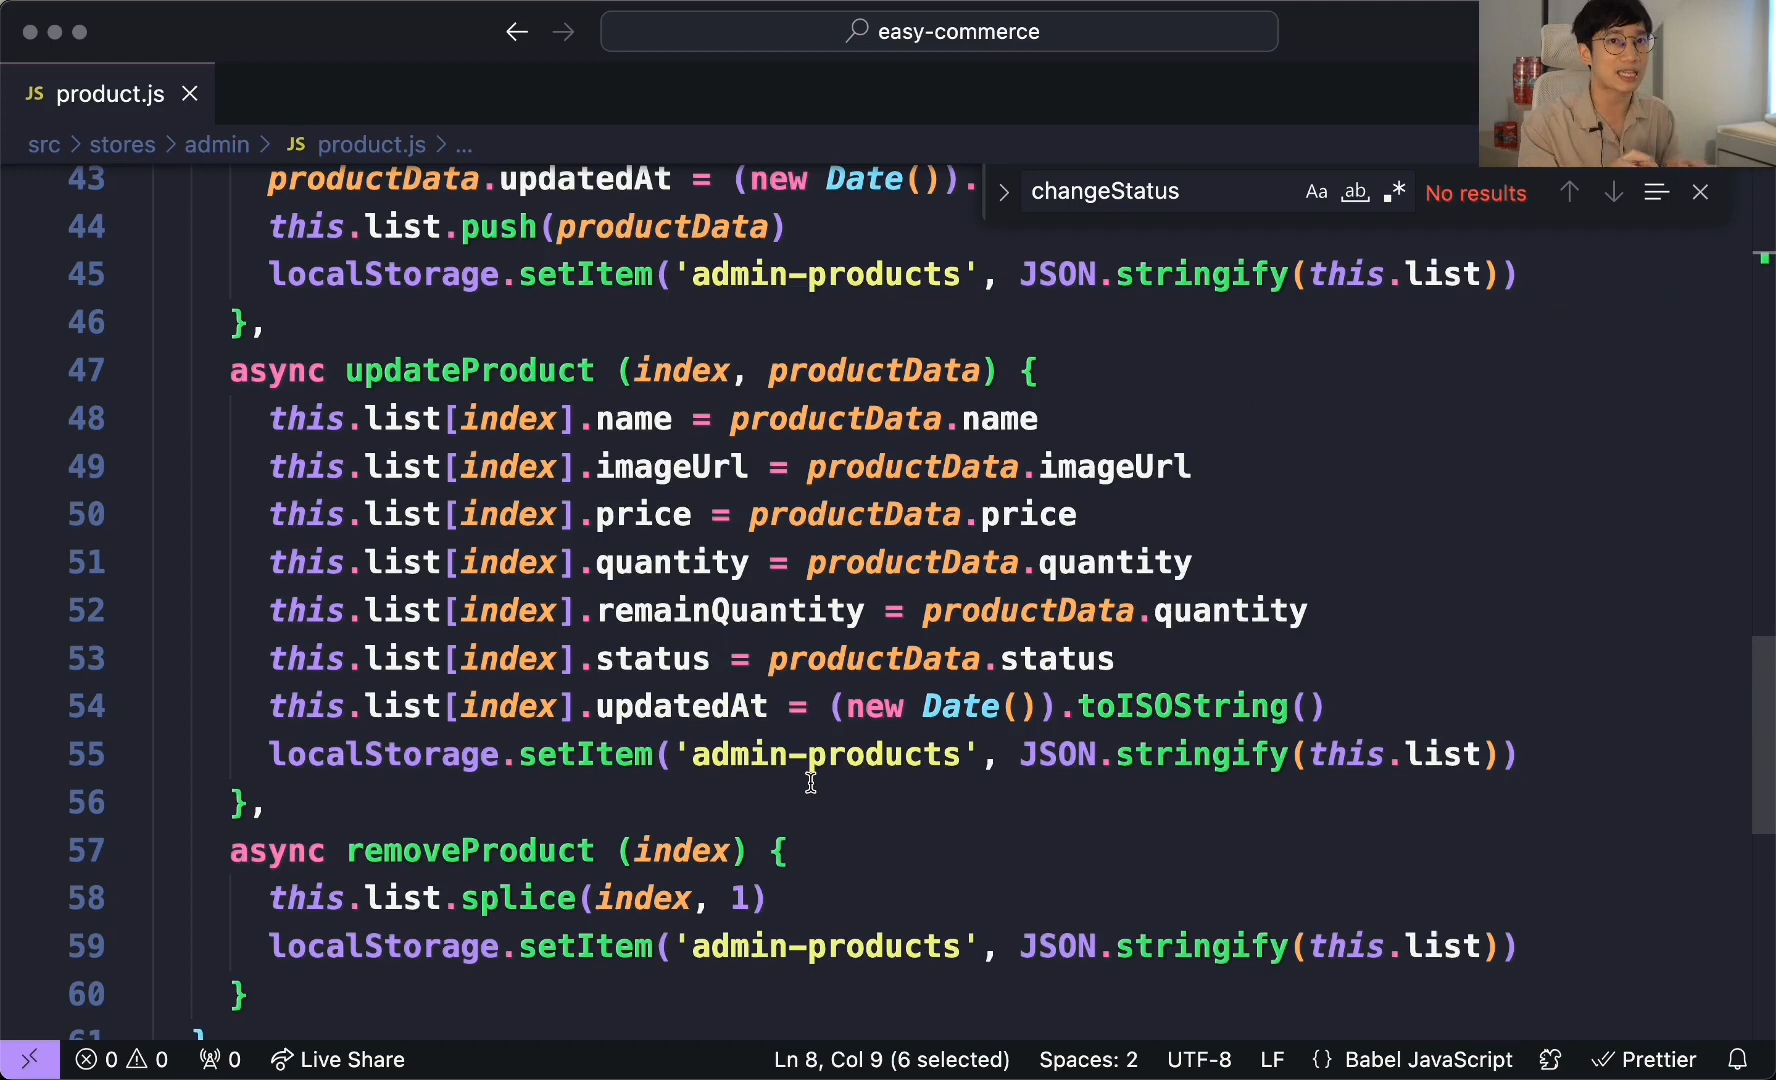 easy-commerce
JS product.js
src > stores > admin > JS product.js > ...
43 productData.updatedAt = (new Date()).
changeStatus Aa ab .* No results
44 this.list.push(productData)
45 localStorage.setItem('admin-products', JSON.stringify(this.list))
46 },
47 async updateProduct (index, productData) {
48 this.list[index].name = productData.name
49 this.list[index].imageUrl = productData.imageUrl
50 this.list[index].price = productData.price
51 this.list[index].quantity = productData.quantity
52 this.list[index].remainQuantity = productData.quantity
53 this.list[index].status = productData.status
54 this.list[index].updatedAt = (new Date()).toISOString()
55 localStorage.setItem('admin-products', JSON.stringify(this.list))
56 },
57 async removeProduct (index) {
58 this.list.splice(index, 1)
59 localStorage.setItem('admin-products', JSON.stringify(this.list))
60 }
61 }
0 0 0 Live Share Ln 8, Col 9 (6 selected) Spaces: 2 UTF-8 LF {} Babel JavaScript Prettier